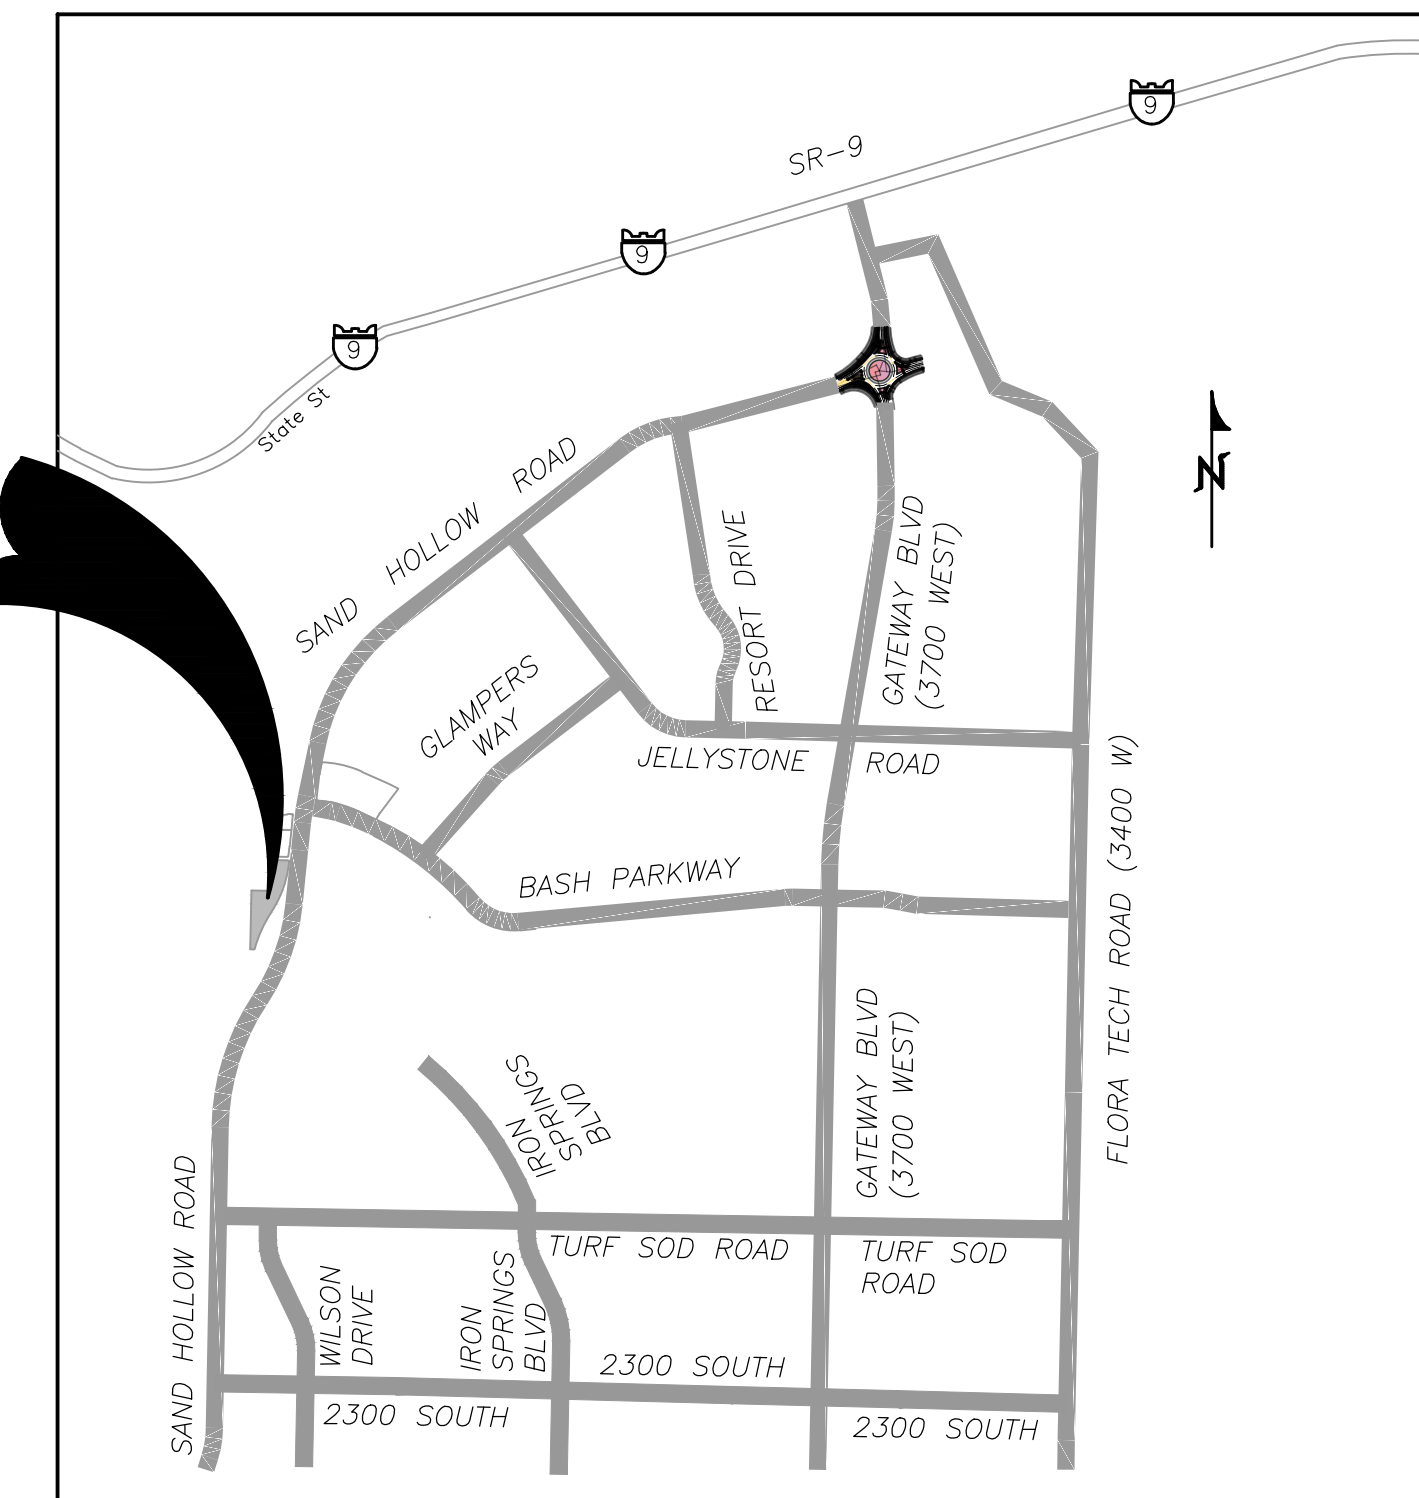 9
SR-9
9
9
State St
SAND HOLLOW ROAD
N
RESORT DRIVE
GATEWAY BLVD
(3700 WEST)
GLAMPERS
WAY
JELLYSTONE ROAD
FLORA TECH ROAD (3400 W)
BASH PARKWAY
GATEWAY BLVD
(3700 WEST)
IRON
SPRINGS
BLVD
SAND HOLLOW ROAD
TURF SOD ROAD
TURF SOD
ROAD
WILSON
DRIVE
IRON
SPRINGS
BLVD
2300 SOUTH
2300 SOUTH
2300 SOUTH